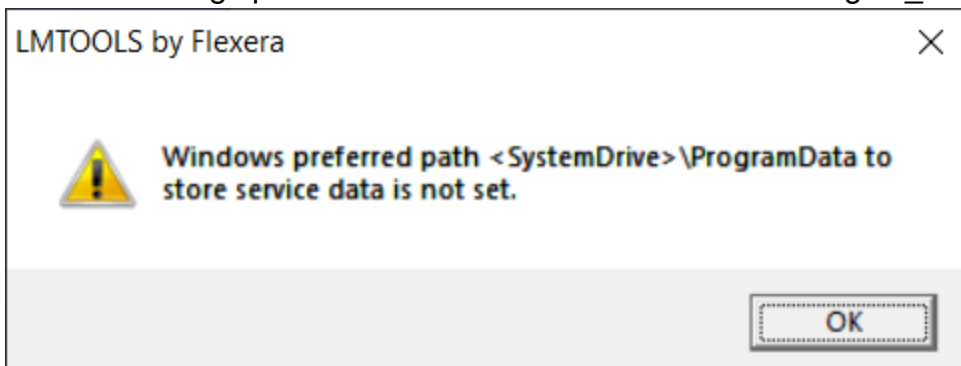 LMTOOLS by Flexera
Windows preferred path <SystemDrive>\ProgramData to
store service data is not set.
OK